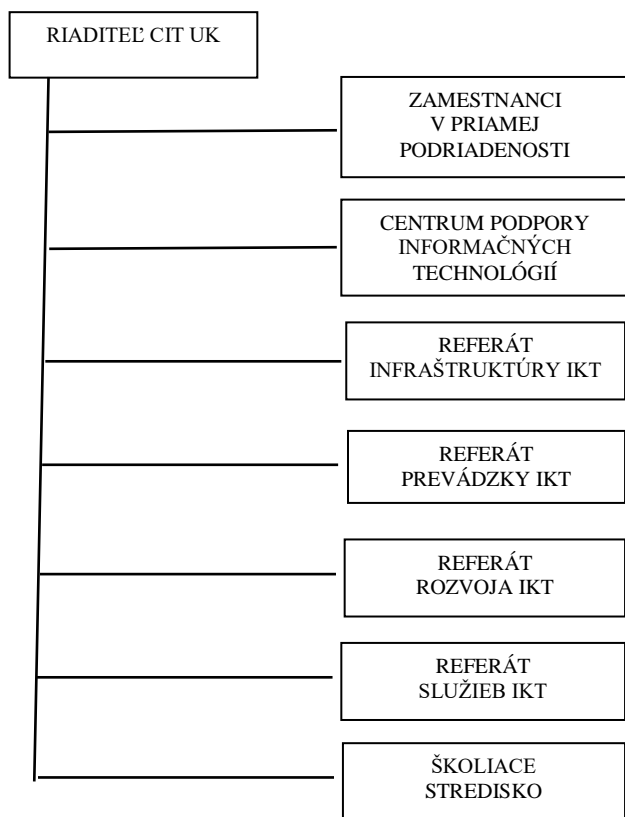 RIADITEĽ CIT UK
ZAMESTNANCI
V PRIAMEJ
PODRIADENOSTI
CENTRUM PODPORY
INFORMAČNÝCH
TECHNOLÓGIÍ
REFERÁT
INFRAŠTRUKTÚRY IKT
REFERÁT
PREVÁDZKY IKT
REFERÁT
ROZVOJA IKT
REFERÁT
SLUŽIEB IKT
ŠKOLIACE
STREDISKO